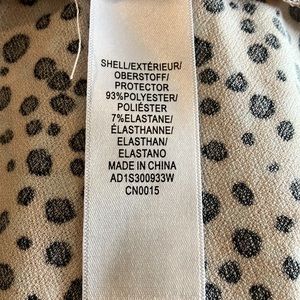 SHELL/EXTÉRIEUR/
OBERSTOFF/
PROTECTOR
93%POLYESTER/
POLIÉSTER
7%ELASTANE/
ÉLASTHANNE/
ELASTHAN/
ELASTANO
MADE IN CHINA
AD1S300933W
CN0015